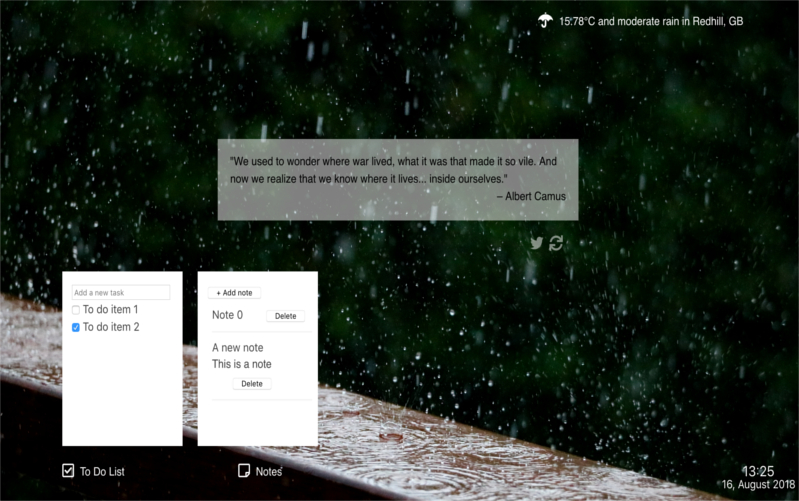 15.78°C and moderate rain in Redhill, GB
"We used to wonder where war lived, what it was that made it so vile. And
now we realize that we know where it lives... inside ourselves."
– Albert Camus
Add a new task
To do item 1
To do item 2
+ Add note
Note 0
Delete
A new note
This is a note
Delete
To Do List
Notes
13:25
16, August 2018